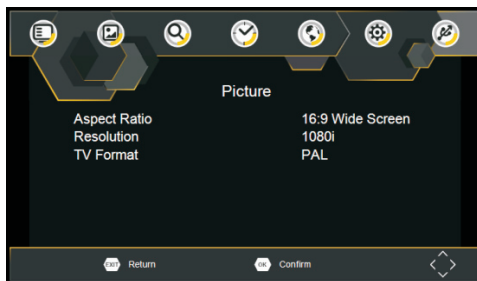 Picture
Aspect Ratio 16:9 Wide Screen
Resolution 1080i
TV Format PAL
EXIT Return OK Confirm